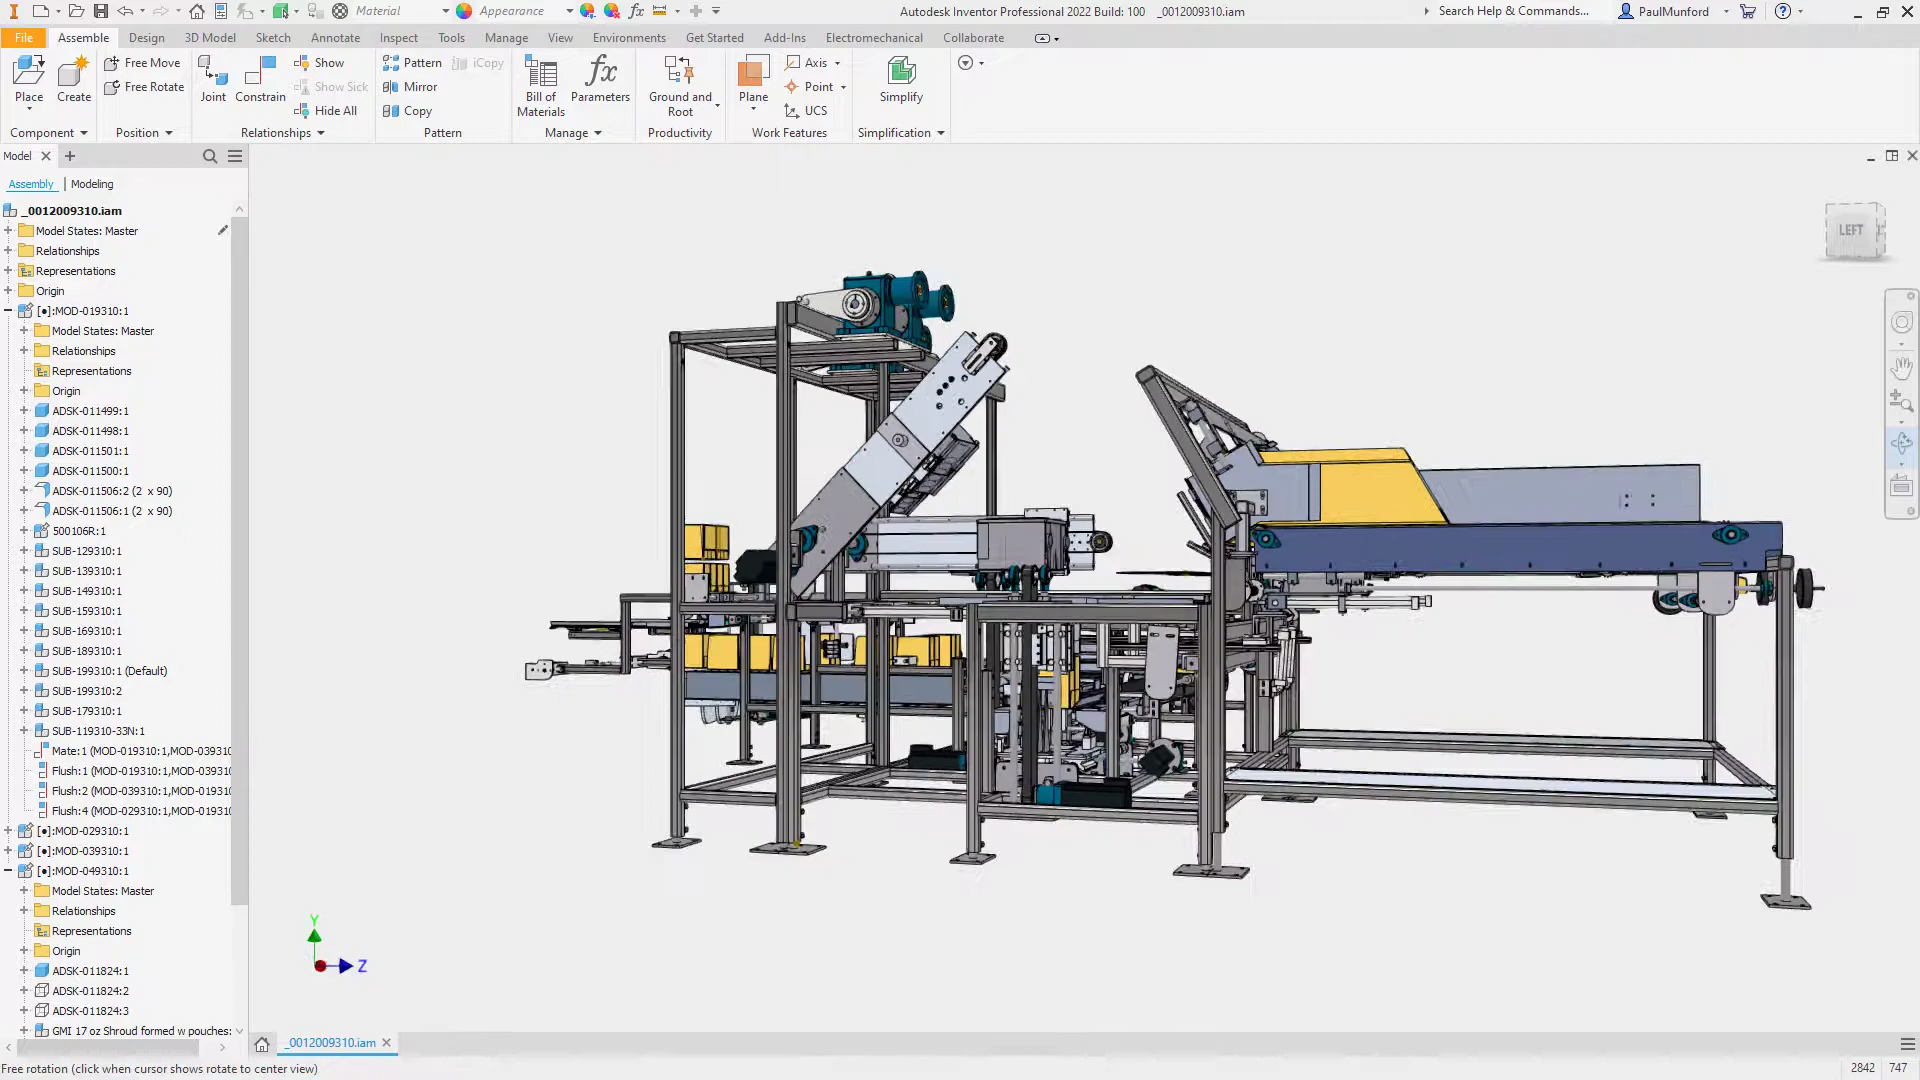 Material
Appearance
fx
Autodesk Inventor Professional 2022 Build: 100 _0012009310.iam
Search Help & Commands...
PaulMunford
File
Assemble
Design
3D Model
Sketch
Annotate
Inspect
Tools
Manage
View
Environments
Get Started
Add-Ins
Electromechanical
Collaborate
Place
Create
Free Move
Free Rotate
Joint
Constrain
Show
Show Sick
Hide All
Pattern
iCopy
Mirror
Copy
Bill of
Materials
fx
Parameters
Ground and
Root
Plane
Axis
Point
UCS
Simplify
Component
Position
Relationships
Pattern
Manage
Productivity
Work Features
Simplification
Model
Assembly
Modeling
_0012009310.iam
Model States: Master
Relationships
Representations
Origin
[●]:MOD-019310:1
Model States: Master
Relationships
Representations
Origin
ADSK-011499:1
ADSK-011498:1
ADSK-011501:1
ADSK-011500:1
ADSK-011506:2 (2 x 90)
ADSK-011506:1 (2 x 90)
500106R:1
SUB-129310:1
SUB-139310:1
SUB-149310:1
SUB-159310:1
SUB-169310:1
SUB-189310:1
SUB-199310:1 (Default)
SUB-199310:2
SUB-179310:1
SUB-119310-33N:1
Mate:1 (MOD-019310:1,MOD-039310
Flush:1 (MOD-019310:1,MOD-039310
Flush:2 (MOD-039310:1,MOD-019310
Flush:4 (MOD-029310:1,MOD-019310
[●]:MOD-029310:1
[●]:MOD-039310:1
[●]:MOD-049310:1
Model States: Master
Relationships
Representations
Origin
ADSK-011824:1
ADSK-011824:2
ADSK-011824:3
GMI 17 oz Shroud formed w pouches:
LEFT
Y
Z
_0012009310.iam
Free rotation (click when cursor shows rotate to center view)
2842
747